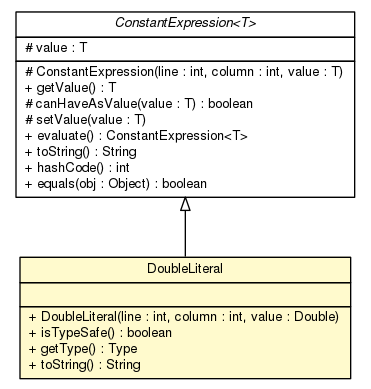 ConstantExpression<T>
# value : T
# ConstantExpression(line : int, column : int, value : T)
+ getValue() : T
# canHaveAsValue(value : T) : boolean
# setValue(value : T)
+ evaluate() : ConstantExpression<T>
+ toString() : String
+ hashCode() : int
+ equals(obj : Object) : boolean
DoubleLiteral
+ DoubleLiteral(line : int, column : int, value : Double)
+ isTypeSafe() : boolean
+ getType() : Type
+ toString() : String